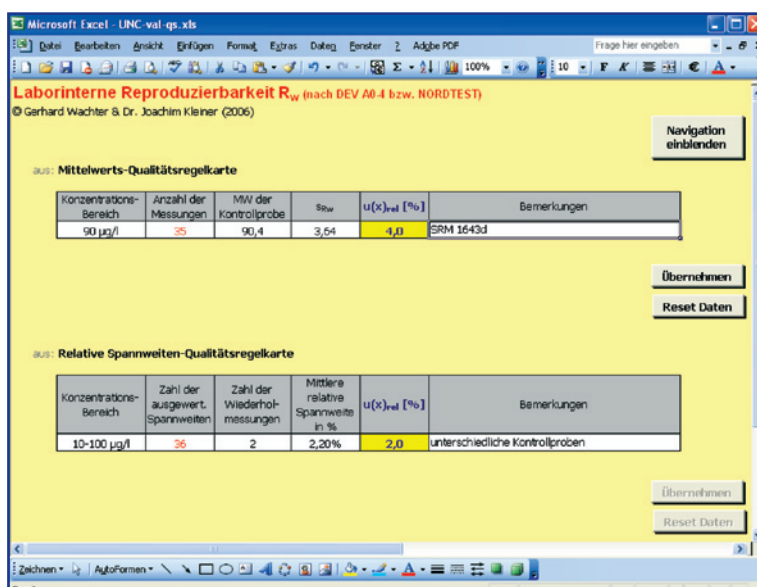 Microsoft Excel - UNC-val-qs.xls
Datei Bearbeiten Ansicht Einfügen Format Extras Daten Fenster ? Adobe PDF Frage hier eingeben
100% 10 F K €
Laborinterne Reproduzierbarkeit Rw (nach DEV A0-4 bzw. NORDTEST)
© Gerhard Wachter & Dr. Joachim Kleiner (2006)
Navigation
einblenden
aus: Mittelwerts-Qualitätsregelkarte
Konzentrations-Bereich Anzahl der Messungen MW der Kontrollprobe sRw u(x)rel [%] Bemerkungen
90 µg/l 35 90,4 3,64 4,0 SRM 1643d
Übernehmen
Reset Daten
aus: Relative Spannweiten-Qualitätsregelkarte
Konzentrations-Bereich Zahl der ausgewert. Spannweiten Zahl der Wiederhol-messungen Mittlere relative Spannweite in % u(x)rel [%] Bemerkungen
10-100 µg/l 36 2 2,20% 2,0 unterschiedliche Kontrollproben
Übernehmen
Reset Daten
Zeichnen AutoFormen